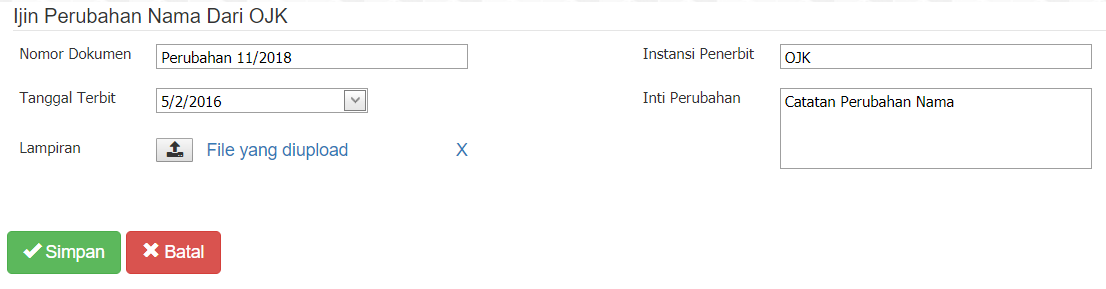 Ijin Perubahan Nama Dari OJK
Nomor Dokumen Perubahan 11/2018 Instansi Penerbit OJK
Tanggal Terbit 5/2/2016 Inti Perubahan Catatan Perubahan Nama
Lampiran File yang diupload X
Simpan Batal